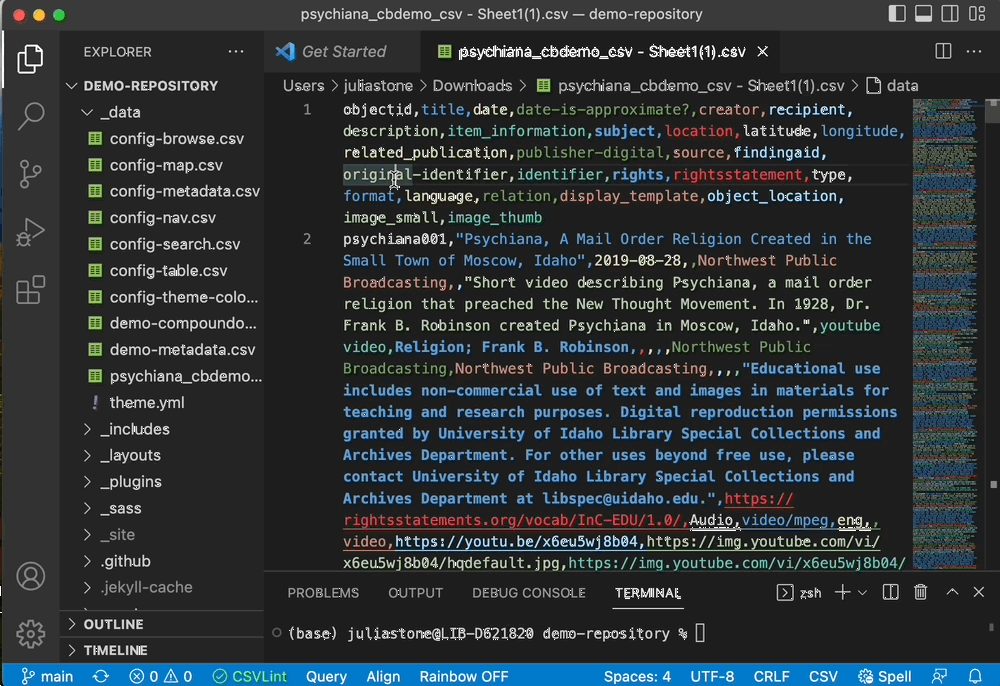 psychiana_cbdemo_csv - Sheet1(1).csv — demo-repository
EXPLORER
DEMO-REPOSITORY
_data
config-browse.csv
config-map.csv
config-metadata.csv
config-nav.csv
config-search.csv
config-table.csv
config-theme-colo...
demo-compoundo...
demo-metadata.csv
psychiana_cbdemo...
! theme.yml
_includes
_layouts
_plugins
_sass
_site
.github
.jekyll-cache
OUTLINE
TIMELINE
Get Started
psychiana_cbdemo_csv - Sheet1(1).csv
Users > juliastone > Downloads > psychiana_cbdemo_csv - Sheet1(1).csv > data
1 objectid,title,date,date-is-approximate?,creator,recipient,
description,item_information,subject,location,latitude,longitude,
related_publication,publisher-digital,source,findingaid,
original-identifier,identifier,rights,rightsstatement,type,
format,language,relation,display_template,object_location,
image_small,image_thumb
2 psychiana001,"Psychiana, A Mail Order Religion Created in the
Small Town of Moscow, Idaho",2019-08-28,,Northwest Public
Broadcasting,,"Short video describing Psychiana, a mail order
religion that preached the New Thought Movement. In 1928, Dr.
Frank B. Robinson created Psychiana in Moscow, Idaho.",youtube
video,Religion; Frank B. Robinson,,,,,Northwest Public
Broadcasting,Northwest Public Broadcasting,,,,"Educational use
includes non-commercial use of text and images in materials for
teaching and research purposes. Digital reproduction permissions
granted by University of Idaho Library Special Collections and
Archives Department. For other uses beyond free use, please
contact University of Idaho Library Special Collections and
Archives Department at libspec@uidaho.edu.",https://
rightsstatements.org/vocab/InC-EDU/1.0/,Audio,video/mpeg,eng,,
video,https://youtu.be/x6eu5wj8b04,https://img.youtube.com/vi/
x6eu5wj8b04/hqdefault.jpg,https://img.youtube.com/vi/x6eu5wj8b04/
PROBLEMS OUTPUT DEBUG CONSOLE TERMINAL zsh
(base) juliastone@LIB-D621820 demo-repository %
main 0 0 CSVLint Query Align Rainbow OFF Spaces: 4 UTF-8 CRLF CSV Spell